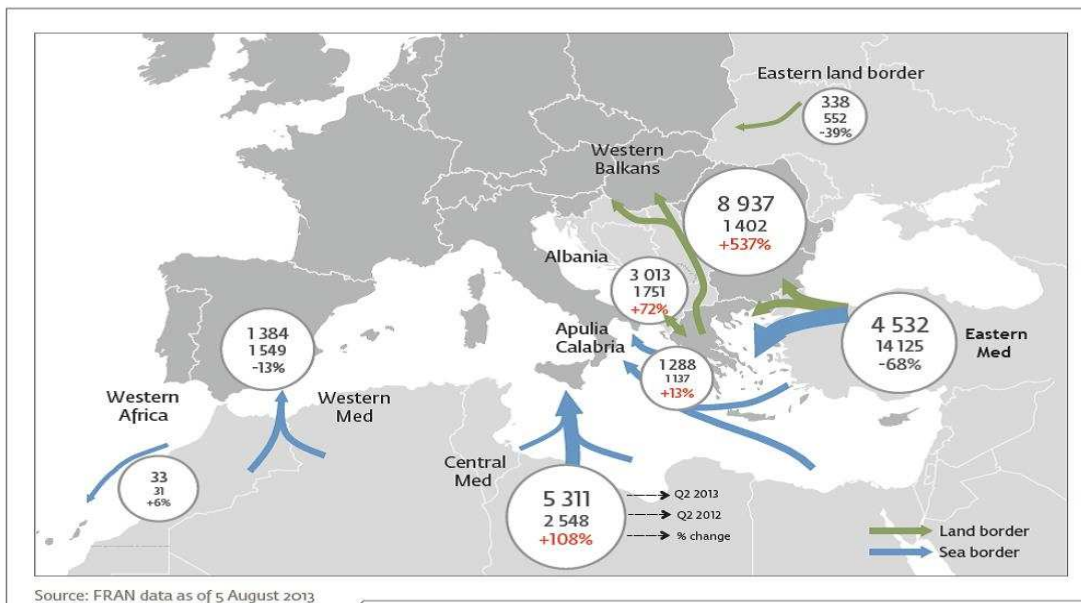 Eastern land border
338
552
-39%
Western
Balkans
8 937
1 402
+537%
Albania
3 013
1 751
+72%
Apulia
Calabria
1 288
1 137
+13%
4 532
14 125
-68%
Eastern
Med
1 384
1 549
-13%
Western
Africa
Western
Med
33
31
+6%
Central
Med
5 311
2 548
+108%
Q2 2013
Q2 2012
% change
Land border
Sea border
Source: FRAN data as of 5 August 2013